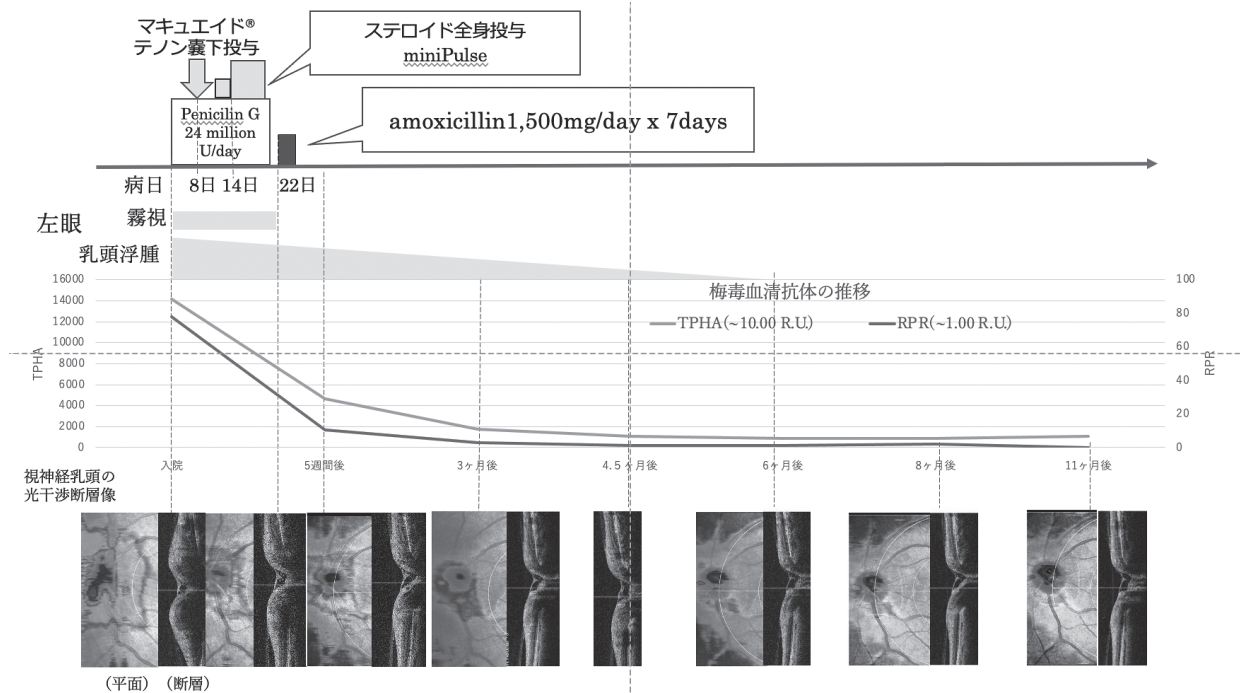 マキュエイド®
テノン嚢下投与
ステロイド全身投与
miniPulse
Penicilin G
24 million
U/day
amoxicillin1,500mg/day x 7days
病日 8日 14日 22日
左眼
霧視
乳頭浮腫
梅毒血清抗体の推移
TPHA(~10.00 R.U.)
RPR(~1.00 R.U.)
TPHA
16000
14000
12000
10000
8000
6000
4000
2000
0
RPR
100
80
60
40
20
0
入院 5週間後 3ヶ月後 4.5ヶ月後 6ヶ月後 8ヶ月後 11ヶ月後
視神経乳頭の
光干渉断層像
（平面）（断層）